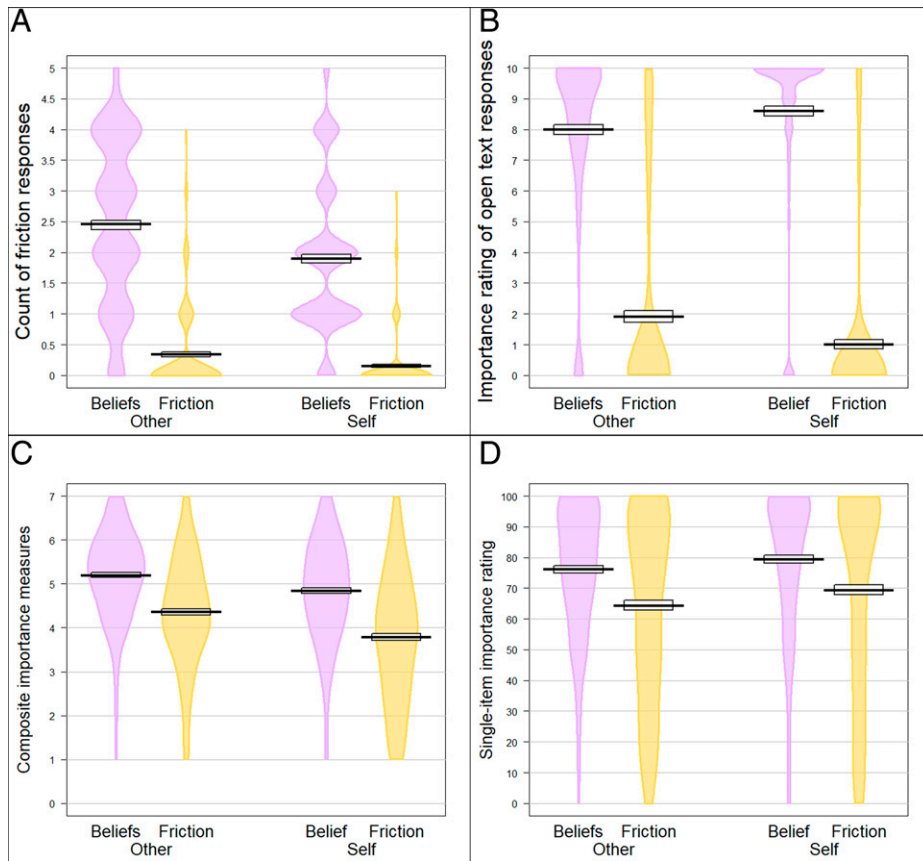 A
Count of friction responses
5
4.5
4
3.5
3
2.5
2
1.5
1
0.5
0
Beliefs Friction Beliefs Friction
Other Self
B
Importance rating of open text responses
10
9
8
7
6
5
4
3
2
1
0
Beliefs Friction Belief Friction
Other Self
C
Composite importance measures
7
6
5
4
3
2
1
0
Beliefs Friction Belief Friction
Other Self
D
Single-item importance rating
100
90
80
70
60
50
40
30
20
10
0
Beliefs Friction Belief Friction
Other Self